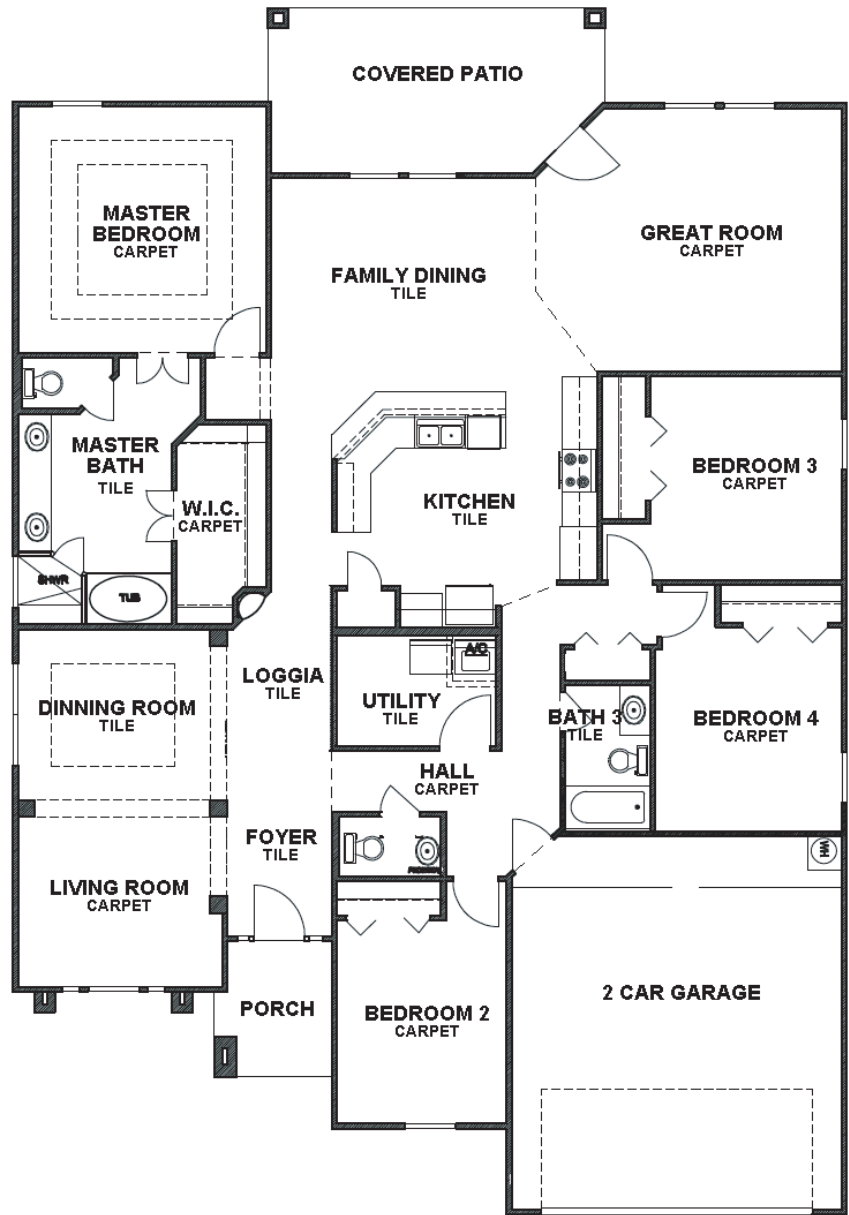 COVERED PATIO
MASTER
BEDROOM
CARPET
GREAT ROOM
CARPET
FAMILY DINING
TILE
MASTER
BATH
TILE
W.I.C.
CARPET
KITCHEN
TILE
BEDROOM 3
CARPET
SHWR
TUB
LOGGIA
TILE
A/C
UTILITY
TILE
DINNING ROOM
TILE
BATH 3
TILE
BEDROOM 4
CARPET
HALL
CARPET
FOYER
TILE
WH
LIVING ROOM
CARPET
PORCH
BEDROOM 2
CARPET
2 CAR GARAGE